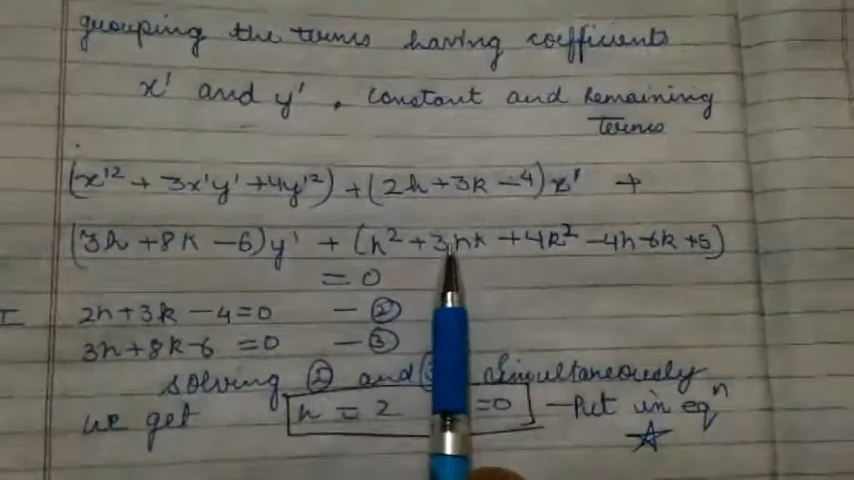 grouping the terms having coefficients
x' and y' . constant and Remaining
terms
(x'² + 3x'y' + 4y'²) + (2h + 3k - 4) x' +
(3h + 8k - 6) y' + (h² + 3hk + 4k² - 4h - 6k + 5)
= 0
2h + 3k - 4 = 0 - ②
3h + 8k - 6 = 0 - ③
solving ② and simultaneously
we get h = 2 = 0 - Put in eqⁿ
☆